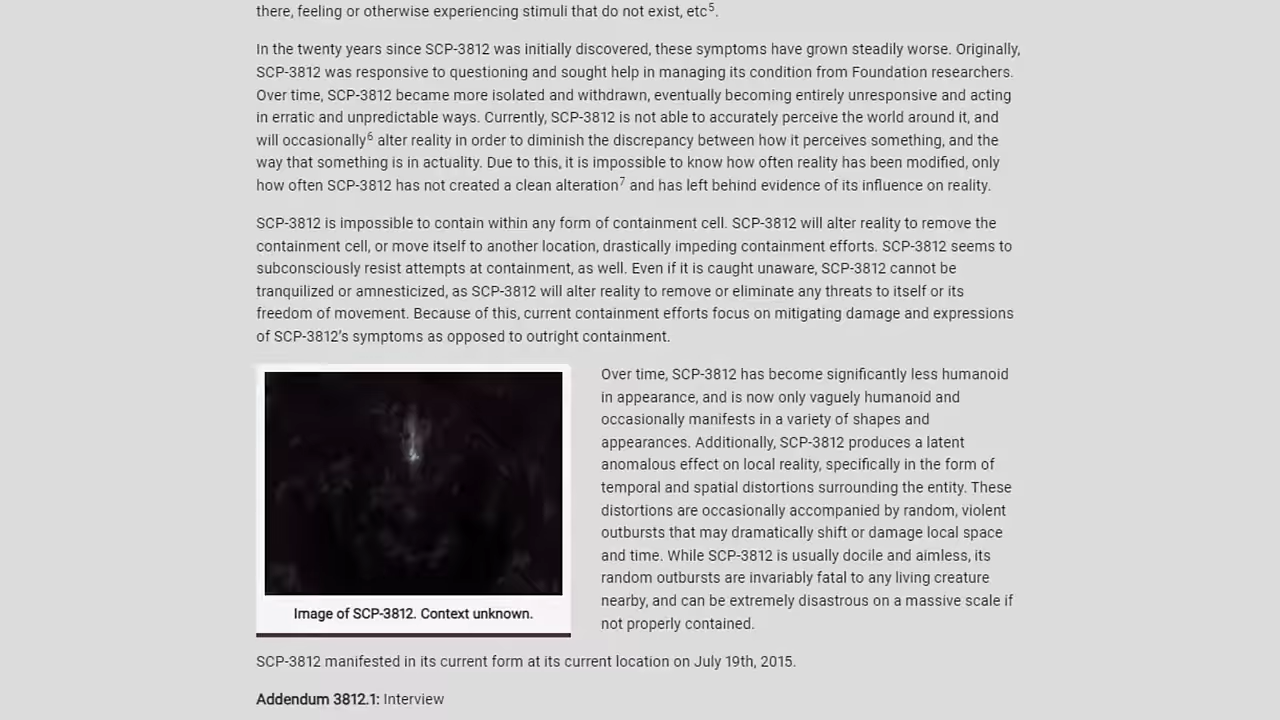 there, feeling or otherwise experiencing stimuli that do not exist, etc5.
In the twenty years since SCP-3812 was initially discovered, these symptoms have grown steadily worse. Originally,
SCP-3812 was responsive to questioning and sought help in managing its condition from Foundation researchers.
Over time, SCP-3812 became more isolated and withdrawn, eventually becoming entirely unresponsive and acting
in erratic and unpredictable ways. Currently, SCP-3812 is not able to accurately perceive the world around it, and
will occasionally6 alter reality in order to diminish the discrepancy between how it perceives something, and the
way that something is in actuality. Due to this, it is impossible to know how often reality has been modified, only
how often SCP-3812 has not created a clean alteration7 and has left behind evidence of its influence on reality.
SCP-3812 is impossible to contain within any form of containment cell. SCP-3812 will alter reality to remove the
containment cell, or move itself to another location, drastically impeding containment efforts. SCP-3812 seems to
subconsciously resist attempts at containment, as well. Even if it is caught unaware, SCP-3812 cannot be
tranquilized or amnesticized, as SCP-3812 will alter reality to remove or eliminate any threats to itself or its
freedom of movement. Because of this, current containment efforts focus on mitigating damage and expressions
of SCP-3812's symptoms as opposed to outright containment.
Over time, SCP-3812 has become significantly less humanoid
in appearance, and is now only vaguely humanoid and
occasionally manifests in a variety of shapes and
appearances. Additionally, SCP-3812 produces a latent
anomalous effect on local reality, specifically in the form of
temporal and spatial distortions surrounding the entity. These
distortions are occasionally accompanied by random, violent
outbursts that may dramatically shift or damage local space
and time. While SCP-3812 is usually docile and aimless, its
random outbursts are invariably fatal to any living creature
nearby, and can be extremely disastrous on a massive scale if
not properly contained.
Image of SCP-3812. Context unknown.
SCP-3812 manifested in its current form at its current location on July 19th, 2015.
Addendum 3812.1: Interview